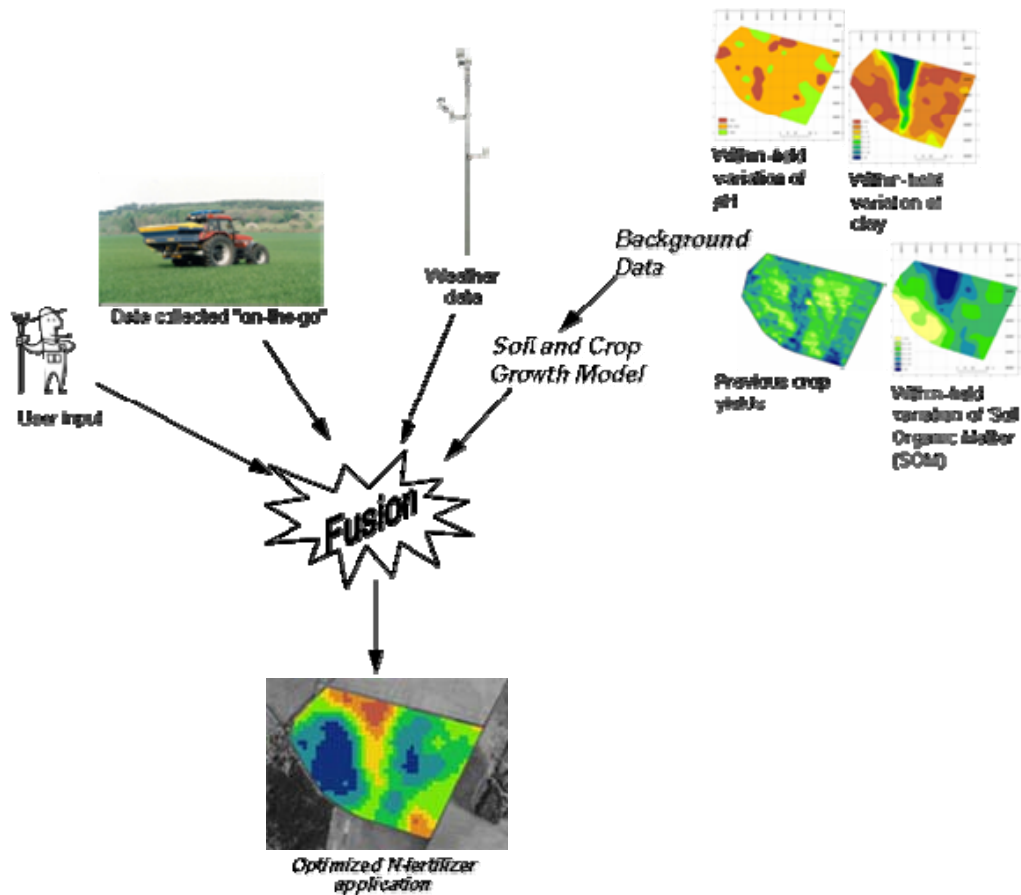 Within-field
variation of
pH
Within-field
variation of
clay
Background
Data
Weather
data
Data collected "on-the-go"
Soil and Crop
Growth Model
Previous crop
yields
Within-field
variation of Soil
Organic Matter
(SOM)
User input
Fusion
Optimized N-fertilizer
application